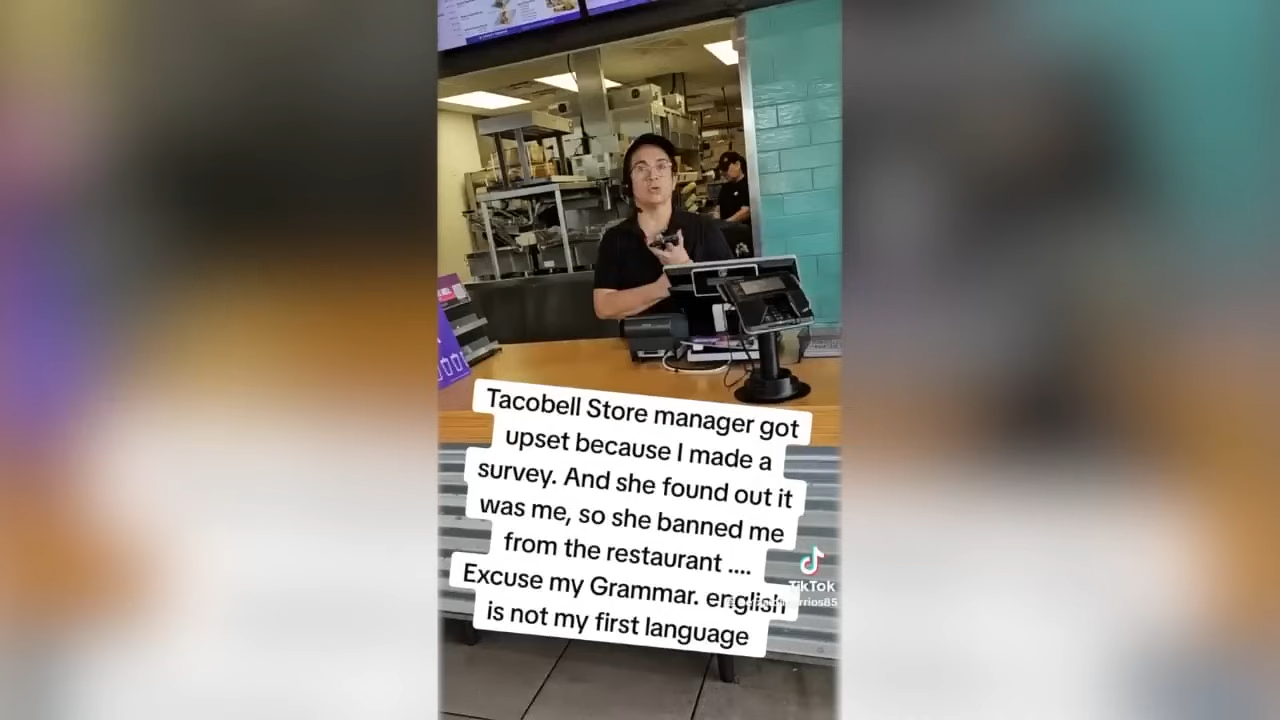 Tacobell Store manager got
upset because I made a
survey. And she found out it
was me, so she banned me
from the restaurant ....
Excuse my Grammar. english
is not my first language
TikTok